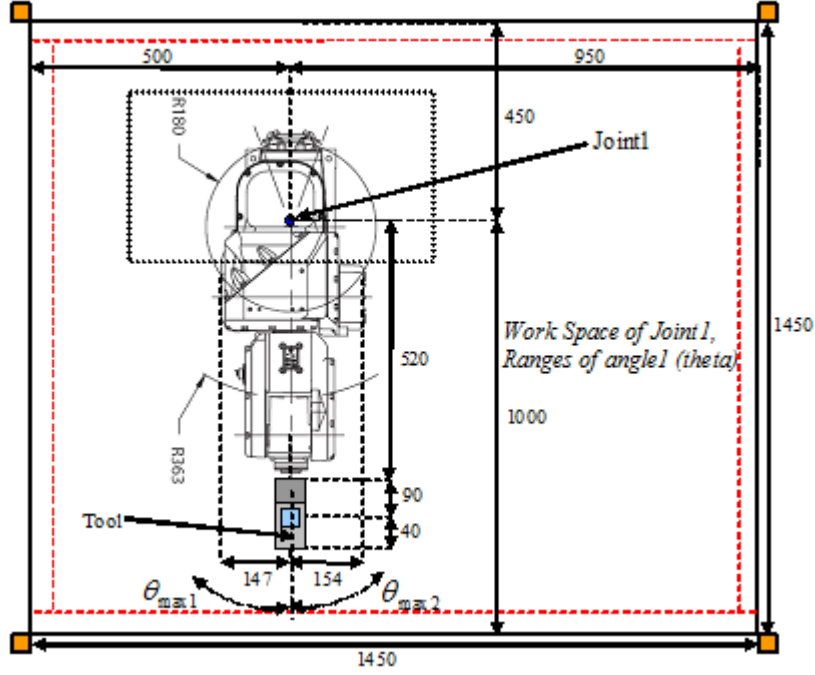 500
950
R180
450
Joint1
1450
Work Space of Joint1,
Ranges of angle1 (theta)
520
1000
R363
90
Tool
40
147
154
θmax1
θmax2
1450